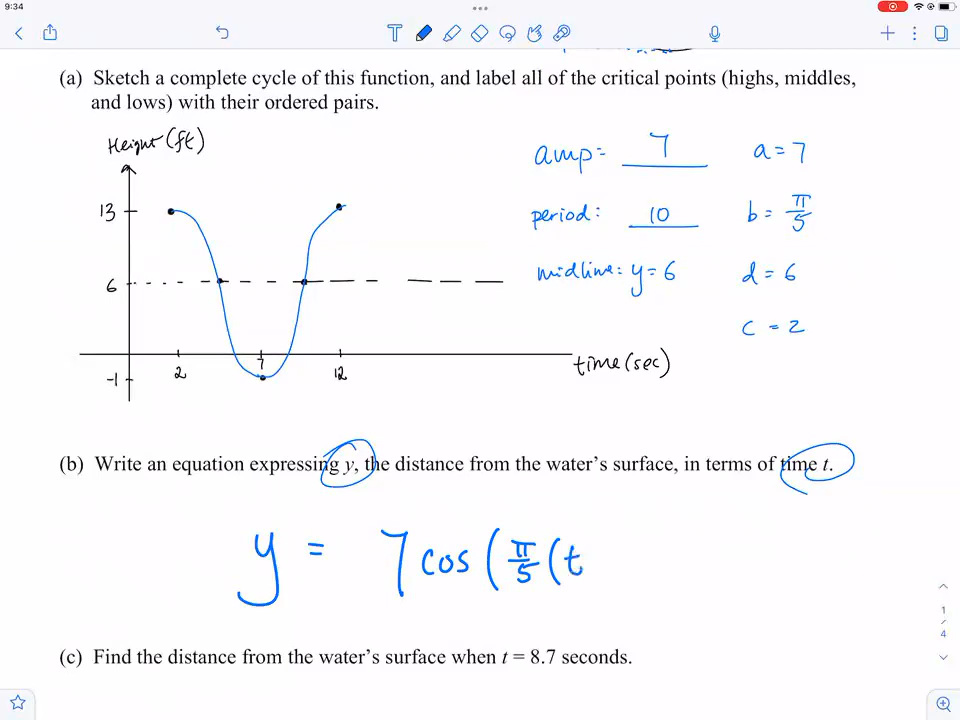 9:34
(a) Sketch a complete cycle of this function, and label all of the critical points (highs, middles,
and lows) with their ordered pairs.
Height (ft)
amp = 7 a = 7
13
period: 10 b = π/5
6
midline: y = 6 d = 6
c = 2
-1 2 7 12 time (sec)
(b) Write an equation expressing y, the distance from the water's surface, in terms of time t.
y = 7 cos (π/5 (t
(c) Find the distance from the water's surface when t = 8.7 seconds.
1
/
4